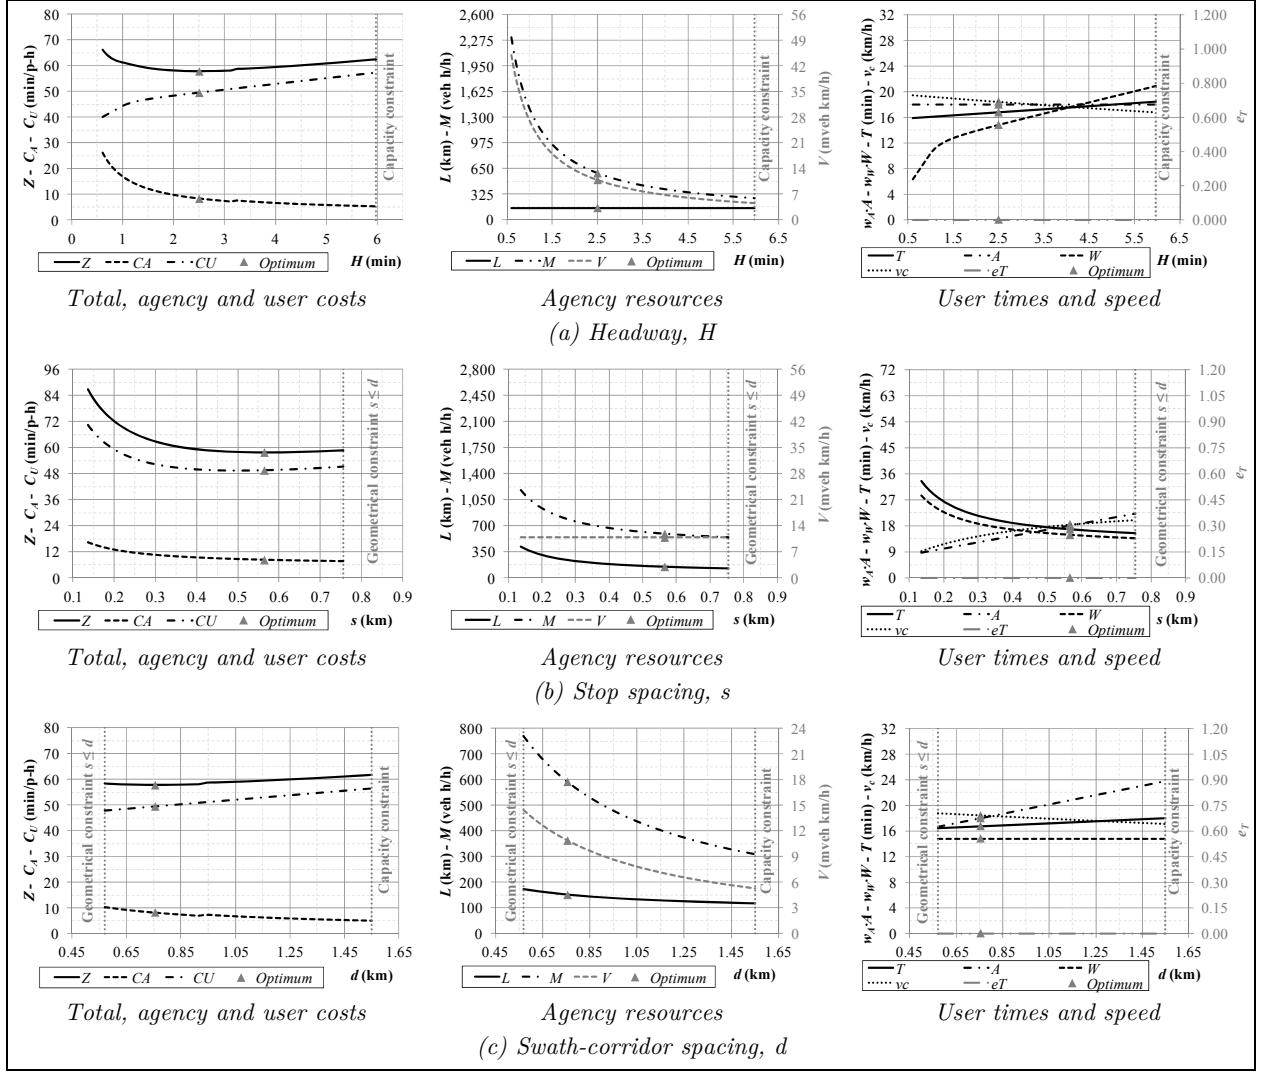 Z - C_A - C_U (min/p-h)
80
70
60
50
40
30
20
10
0
0 1 2 3 4 5 6
Capacity constraint
Z CA CU Optimum
H (min)
Total, agency and user costs
L (km) - M (veh h/h)
2,600
2,275
1,950
1,625
1,300
975
650
325
0
0.5 1.5 2.5 3.5 4.5 5.5 6.5
Capacity constraint
56
49
42
35
28
21
14
7
0
V (mveh km/h)
L M V Optimum
H (min)
Agency resources
w_A·A - w_W·W - T (min) - v_c (km/h)
32
28
24
20
16
12
8
4
0
0.5 1.5 2.5 3.5 4.5 5.5 6.5
1.200
1.000
0.800
0.600
0.400
0.200
0.000
e_T
T A W
vc eT Optimum
H (min)
User times and speed
(a) Headway, H
Z - C_A - C_U (min/p-h)
96
84
72
60
48
36
24
12
0
0.1 0.2 0.3 0.4 0.5 0.6 0.7 0.8 0.9
Geometrical constraint s ≤ d
Z CA CU Optimum
s (km)
Total, agency and user costs
L (km) - M (veh h/h)
2,800
2,450
2,100
1,750
1,400
1,050
700
350
0
0.1 0.2 0.3 0.4 0.5 0.6 0.7 0.8 0.9
Geometrical constraint s ≤ d
56
49
42
35
28
21
14
7
0
V (mveh km/h)
L M V Optimum
s (km)
Agency resources
w_A·A - w_W·W - T (min) - v_c (km/h)
72
63
54
45
36
27
18
9
0
0.1 0.2 0.3 0.4 0.5 0.6 0.7 0.8 0.9
Geometrical constraint s ≤ d
1.20
1.05
0.90
0.75
0.60
0.45
0.30
0.15
0.00
e_T
T A W
vc eT Optimum
s (km)
User times and speed
(b) Stop spacing, s
Z - C_A - C_U (min/p-h)
80
70
60
50
40
30
20
10
0
0.45 0.65 0.85 1.05 1.25 1.45 1.65
Geometrical constraint s ≤ d
Capacity constraint
Z CA CU Optimum
d (km)
Total, agency and user costs
L (km) - M (veh h/h)
800
700
600
500
400
300
200
100
0
0.45 0.65 0.85 1.05 1.25 1.45 1.65
Geometrical constraint s ≤ d
Capacity constraint
24
21
18
15
12
9
6
3
0
V (mveh km/h)
L M V Optimum
d (km)
Agency resources
w_A·A - w_W·W - T (min) - v_c (km/h)
32
28
24
20
16
12
8
4
0
0.45 0.65 0.85 1.05 1.25 1.45 1.65
Geometrical constraint s ≤ d
Capacity constraint
1.20
1.05
0.90
0.75
0.60
0.45
0.30
0.15
0.00
e_T
T A W
vc eT Optimum
d (km)
User times and speed
(c) Swath-corridor spacing, d